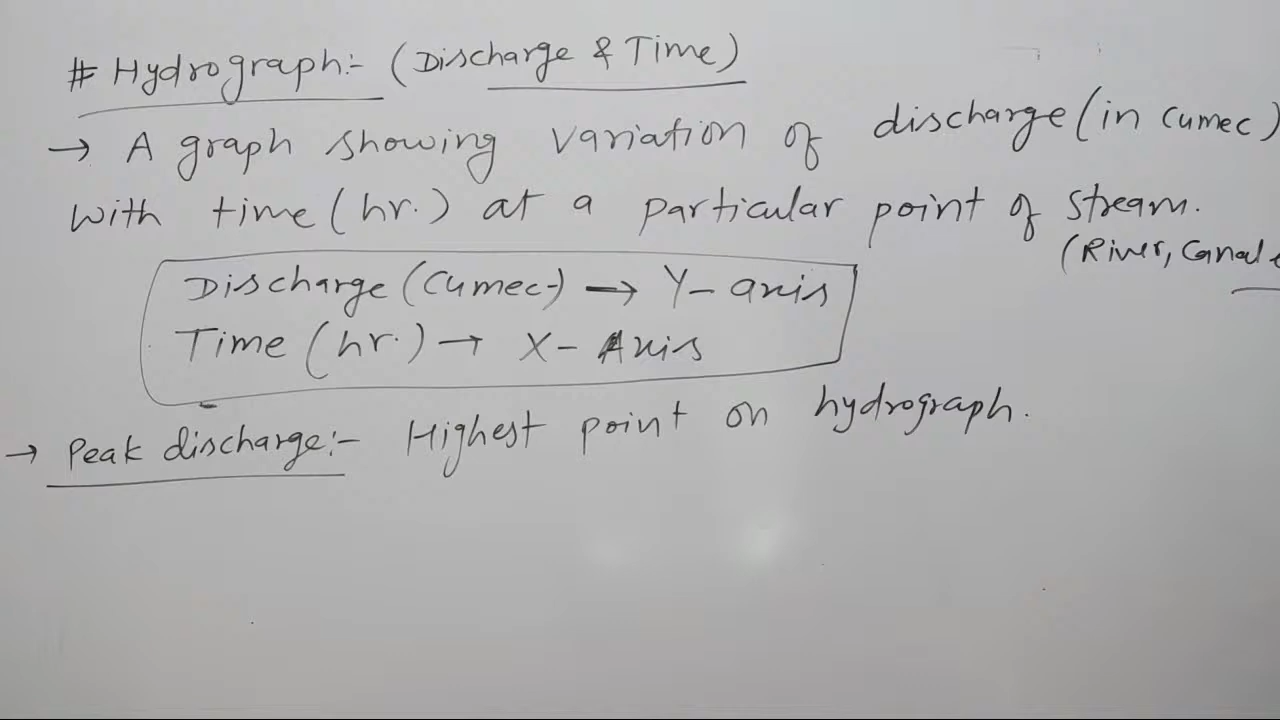 # Hydrograph:- (Discharge & Time)
→ A graph showing variation of discharge (in cumec)
with time (hr.) at a particular point of stream.
(River, Canal
Discharge (Cumec) → Y-axis
Time (hr.) → X-Axis
→ Peak discharge:- Highest point on hydrograph.